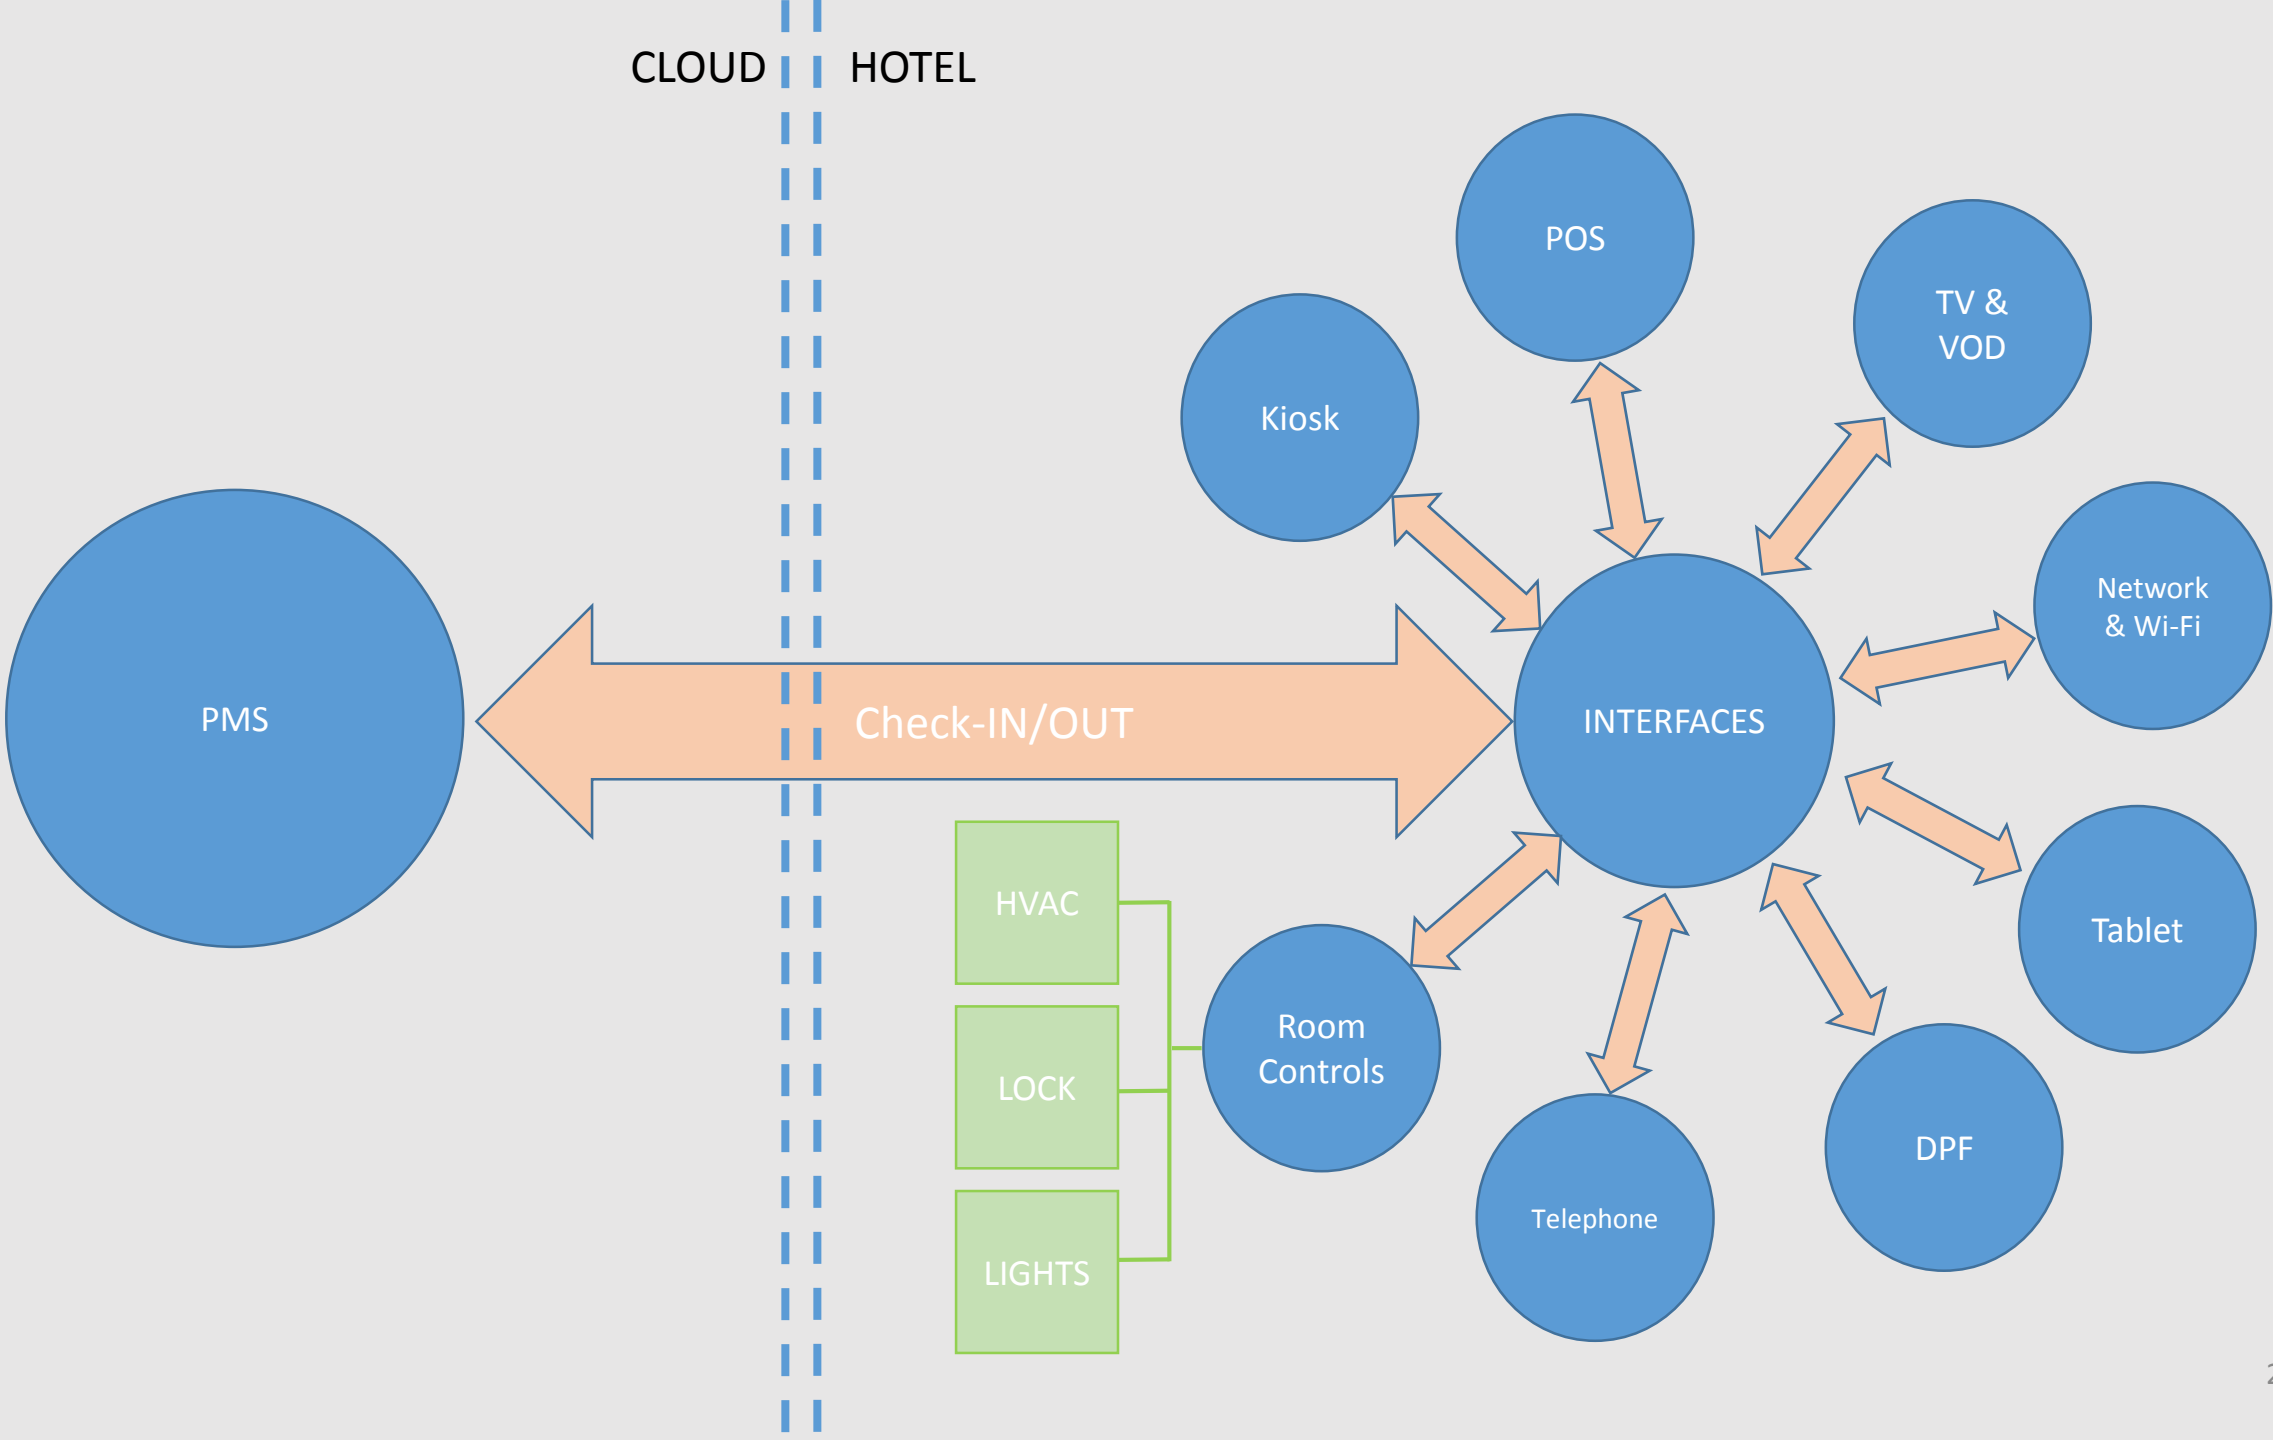 CLOUD
HOTEL
POS
TV &
VOD
Kiosk
Network
& Wi-Fi
PMS
Check-IN/OUT
INTERFACES
HVAC
Tablet
Room
Controls
LOCK
DPF
Telephone
LIGHTS